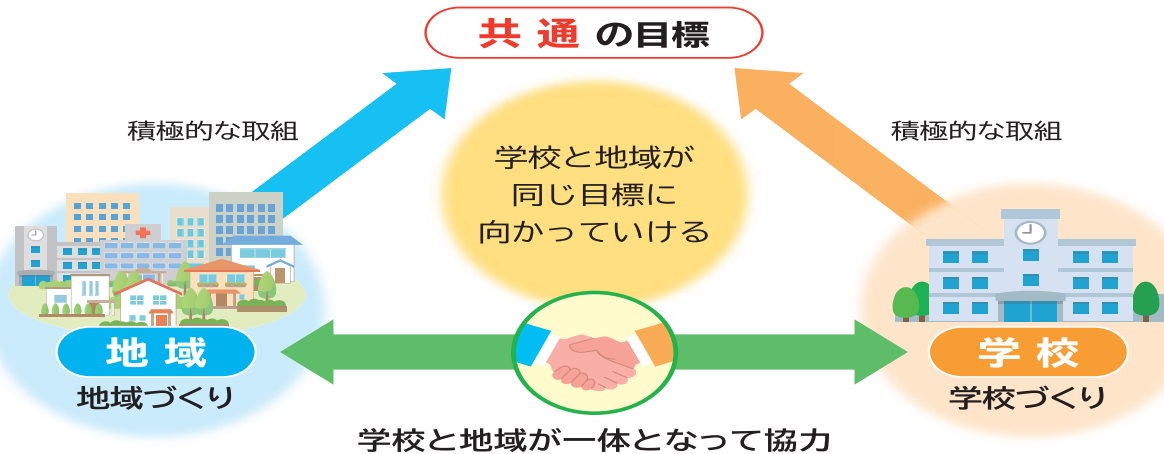 共通の目標
積極的な取組
積極的な取組
学校と地域が
同じ目標に
向かっていける
地域
地域づくり
学校
学校づくり
学校と地域が一体となって協力